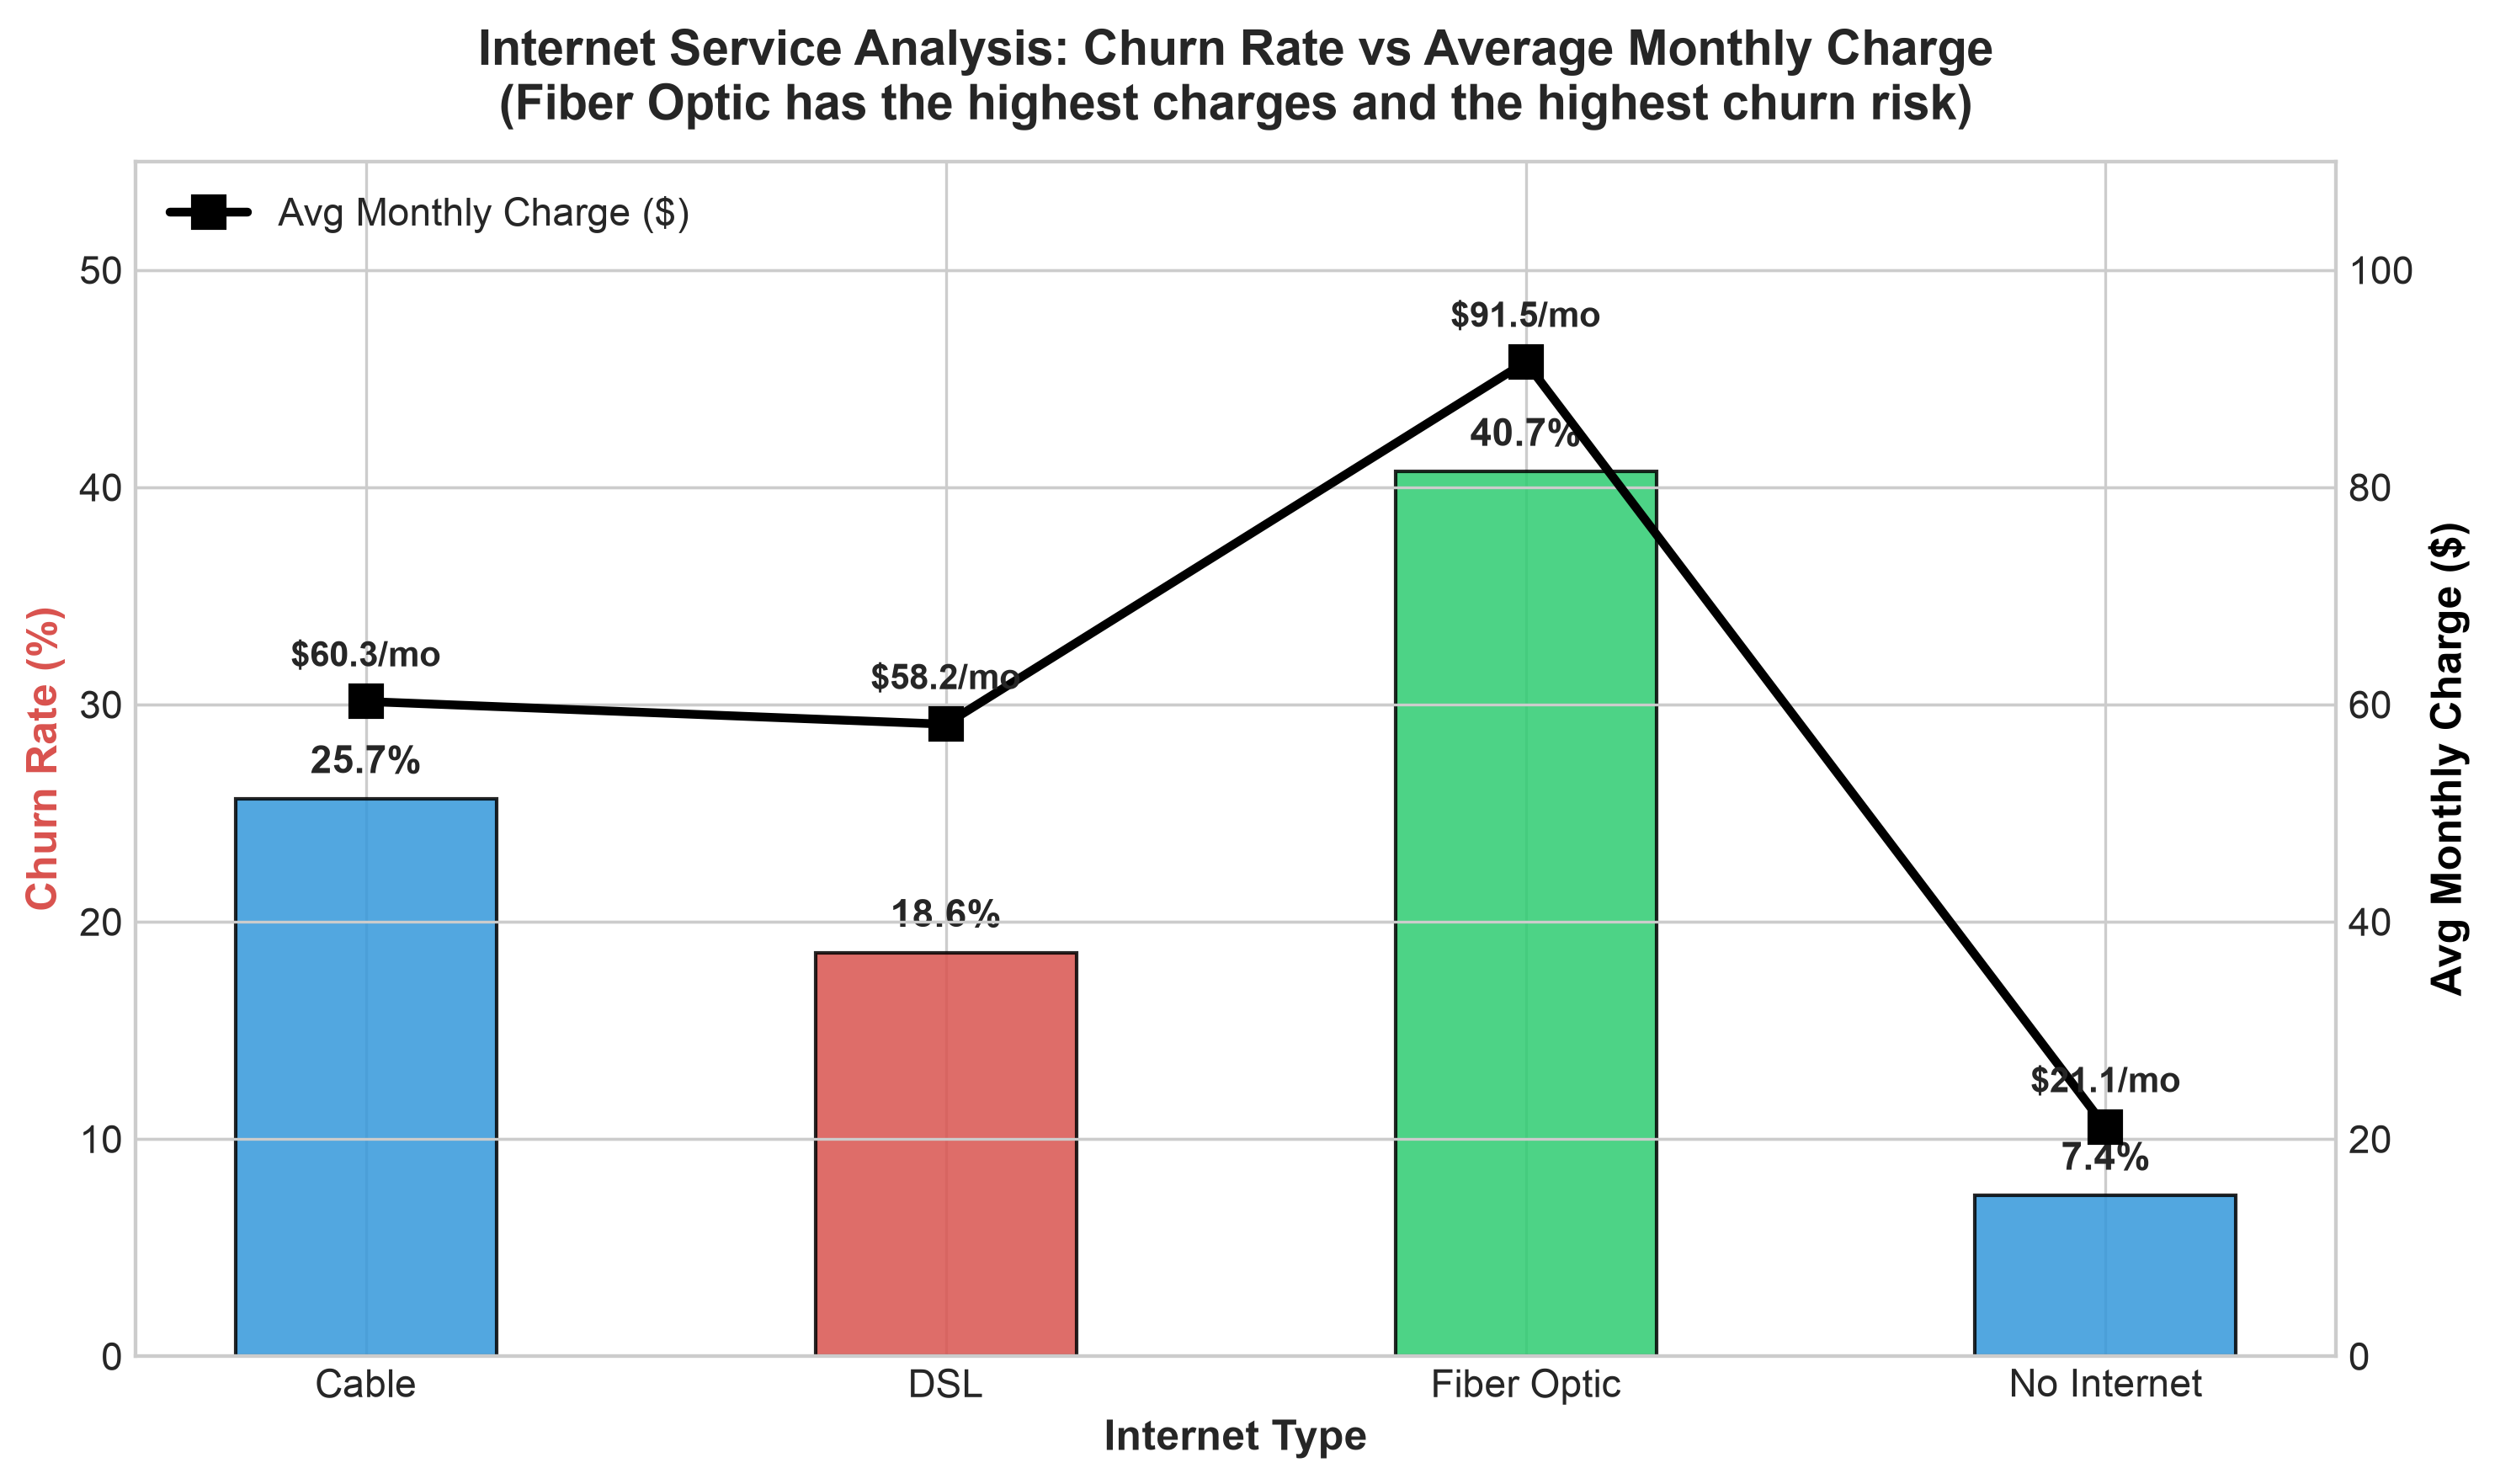 Internet Service Analysis: Churn Rate vs Average Monthly Charge
(Fiber Optic has the highest charges and the highest churn risk)
Avg Monthly Charge ($)
50
40
30
20
10
0
Churn Rate (%)
100
80
60
40
20
0
Avg Monthly Charge ($)
$91.5/mo
40.7%
$60.3/mo
$58.2/mo
25.7%
18.6%
$21.1/mo
7.4%
Cable
DSL
Fiber Optic
No Internet
Internet Type